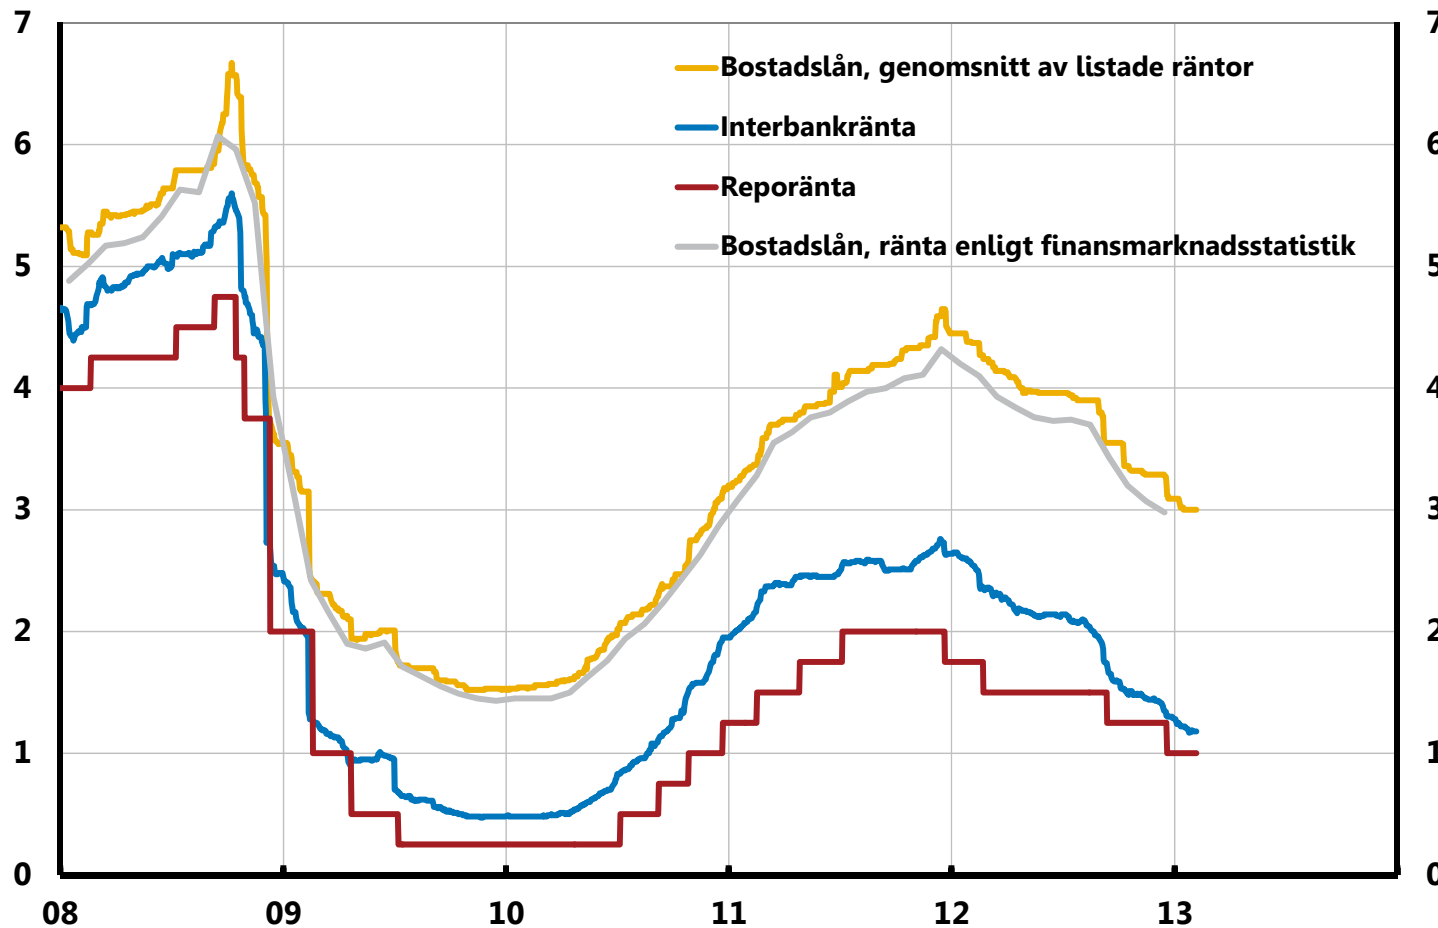 7 7
Bostadslån, genomsnitt av listade räntor
Interbankränta
6 6
Reporänta
Bostadslån, ränta enligt finansmarknadsstatistik
5 5
4 4
3 3
2 2
1 1
0 0
08 09 10 11 12 13